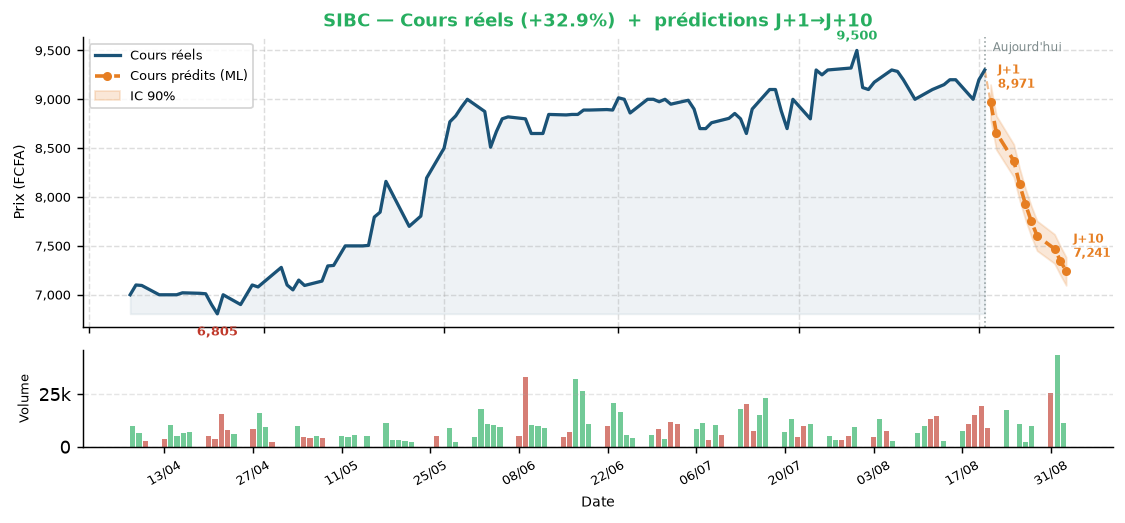 SIBC — Cours réels (+32.9%)  +  prédictions J+1→J+10
9,500
Cours réels
Cours prédits (ML)
IC 90%
Aujourd'hui
J+1
8,971
J+10
7,241
6,805
Prix (FCFA)
9,500
9,000
8,500
8,000
7,500
7,000
Volume
25k
0
13/04
27/04
11/05
25/05
08/06
22/06
06/07
20/07
03/08
17/08
31/08
Date